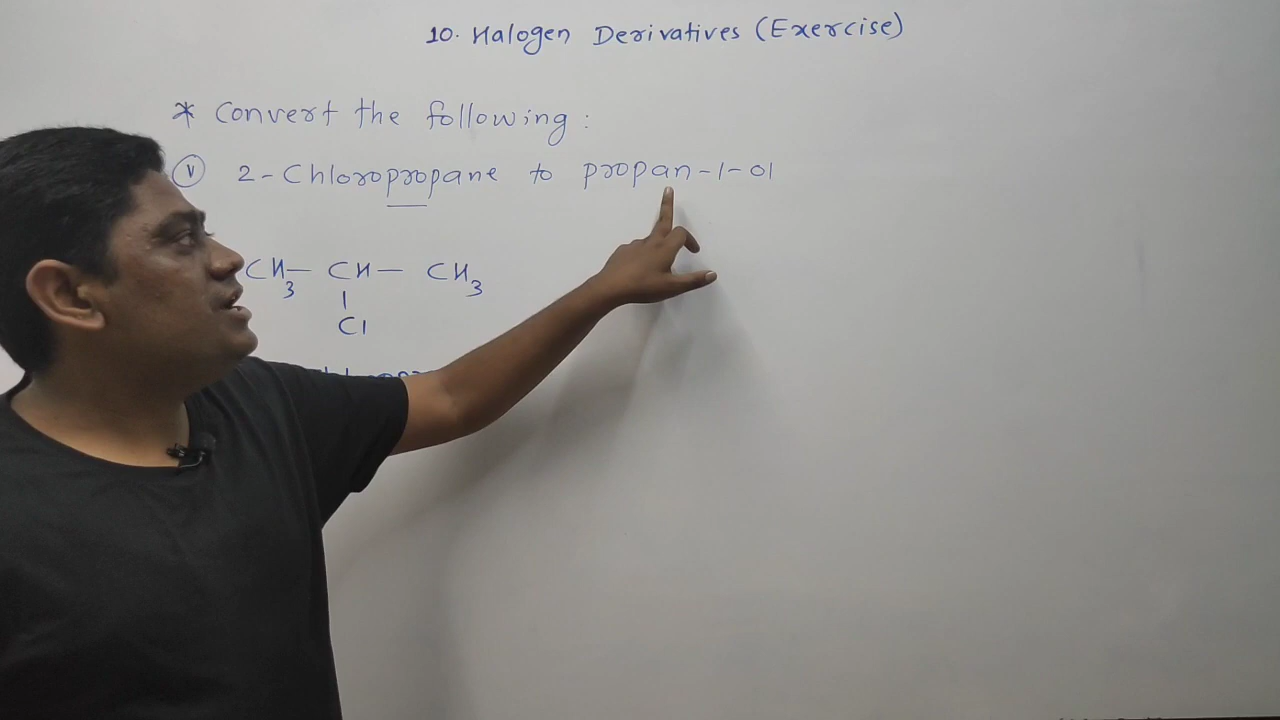 10. Halogen Derivatives (Exercise)
* Convert the following :
(V) 2-Chloropropane to propan-1-ol
CH3 — CH — CH3
|
Cl